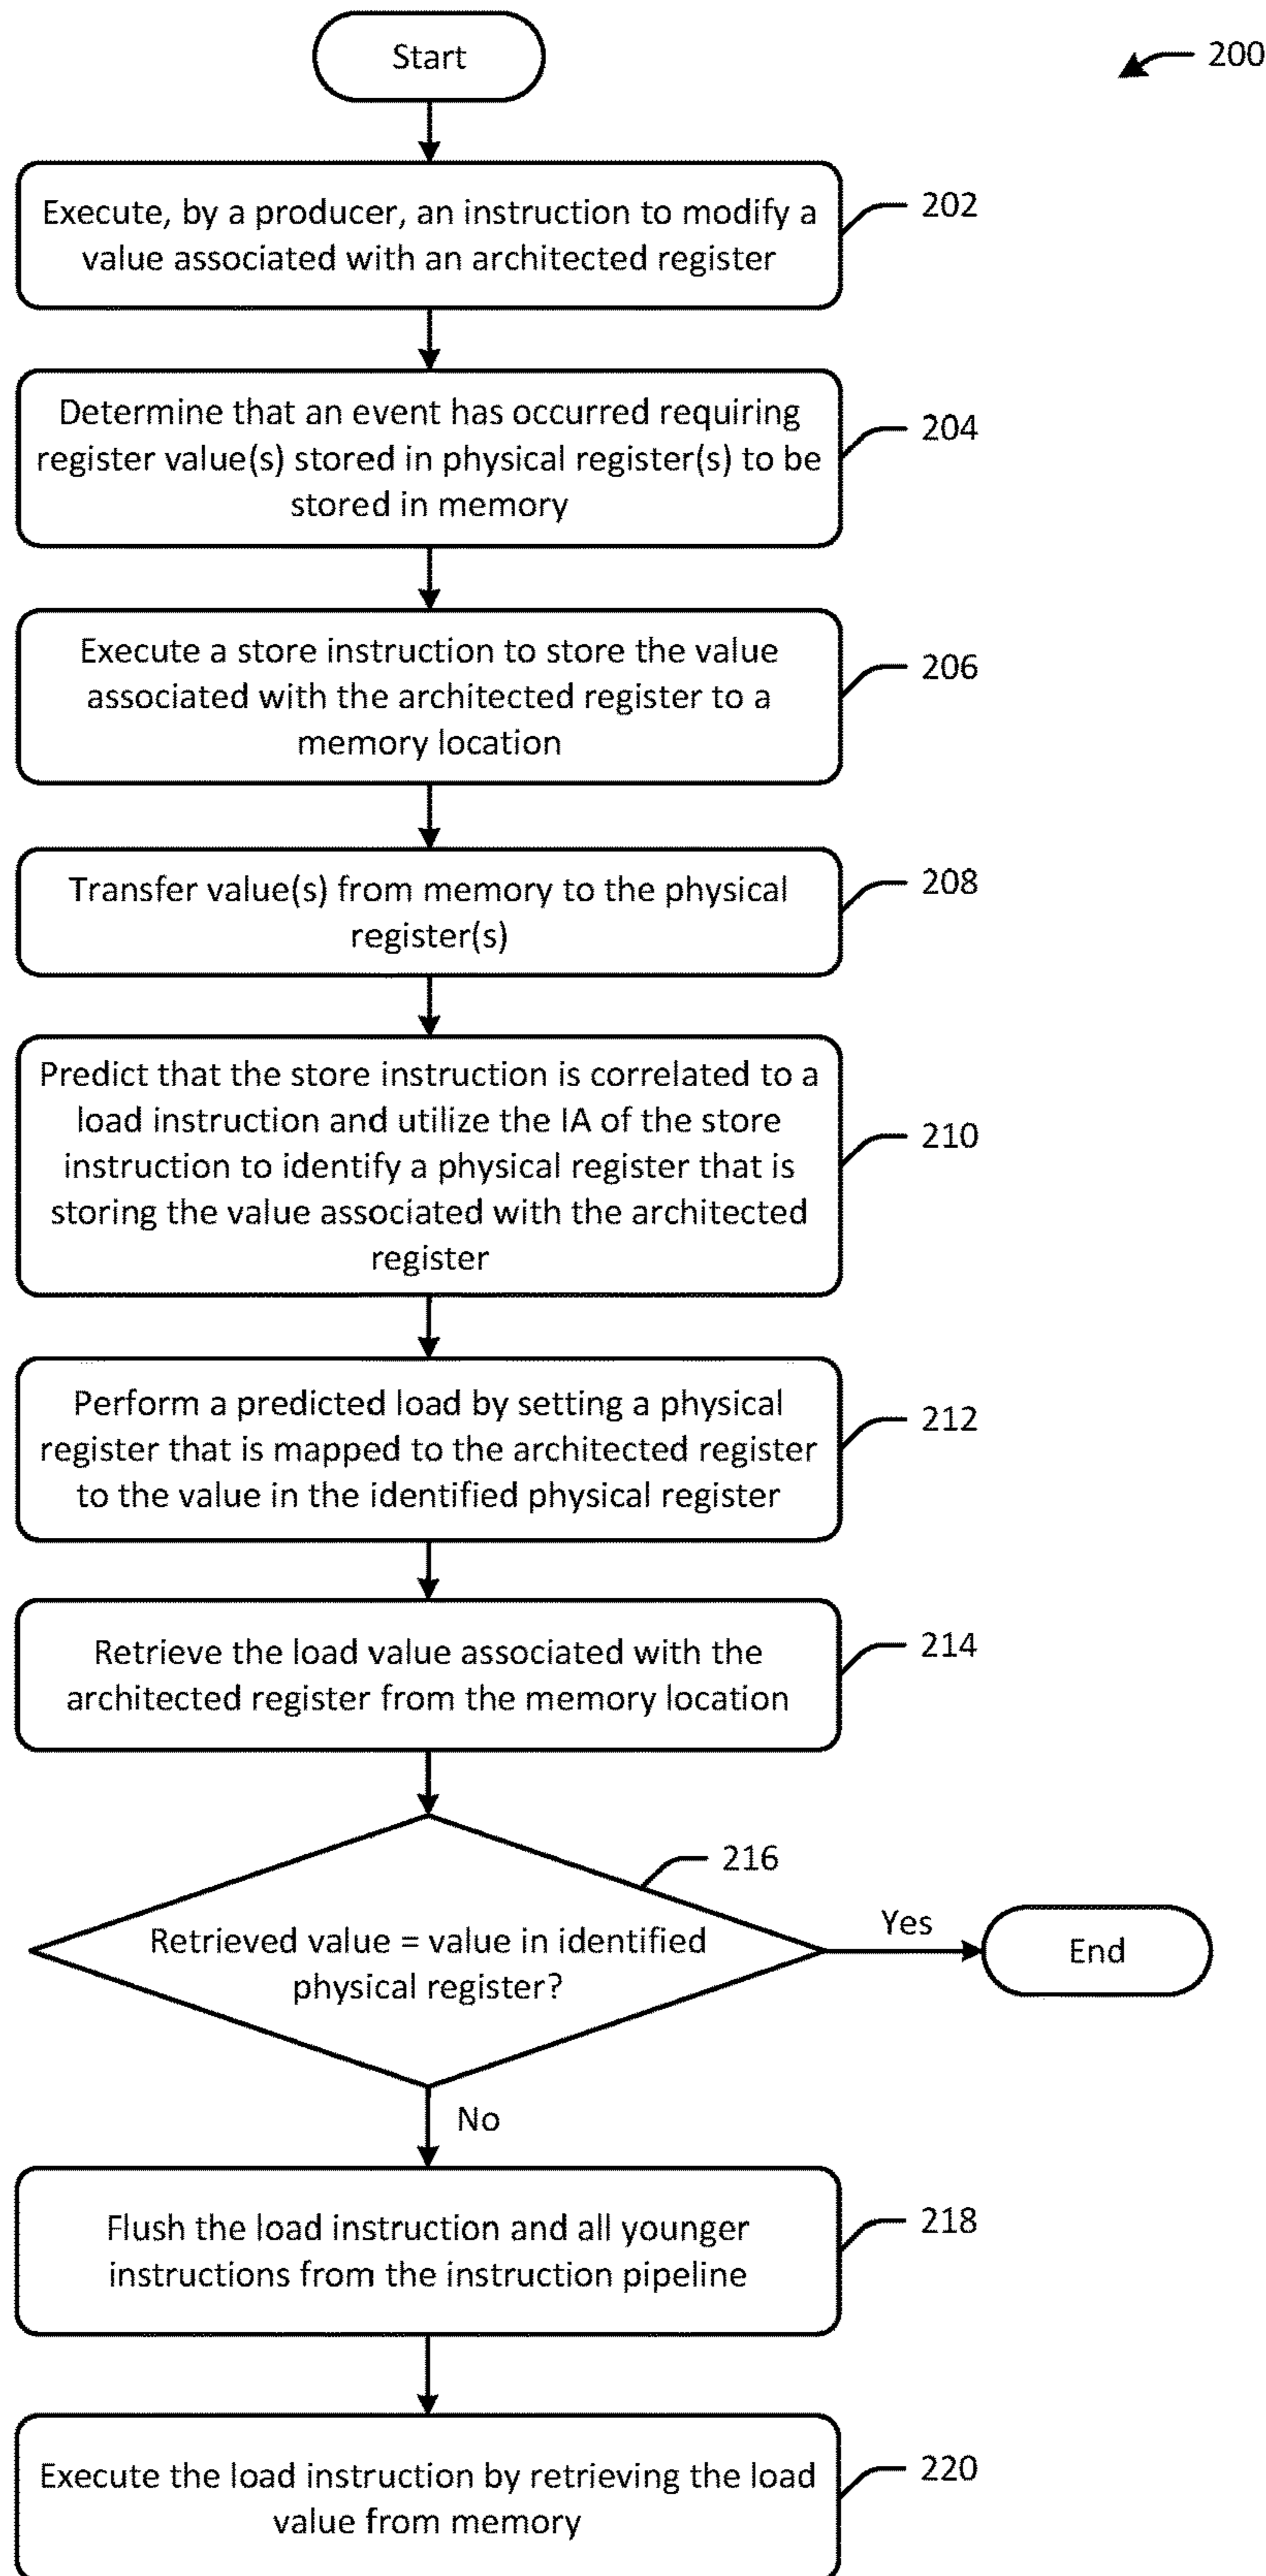 Start
200
Execute, by a producer, an instruction to modify a
value associated with an architected register
202
Determine that an event has occurred requiring
register value(s) stored in physical register(s) to be
stored in memory
204
Execute a store instruction to store the value
associated with the architected register to a
memory location
206
Transfer value(s) from memory to the physical
register(s)
208
Predict that the store instruction is correlated to a
load instruction and utilize the IA of the store
instruction to identify a physical register that is
storing the value associated with the architected
register
210
Perform a predicted load by setting a physical
register that is mapped to the architected register
to the value in the identified physical register
212
Retrieve the load value associated with the
architected register from the memory location
214
216
Retrieved value = value in identified
physical register?
Yes
End
No
Flush the load instruction and all younger
instructions from the instruction pipeline
218
Execute the load instruction by retrieving the load
value from memory
220